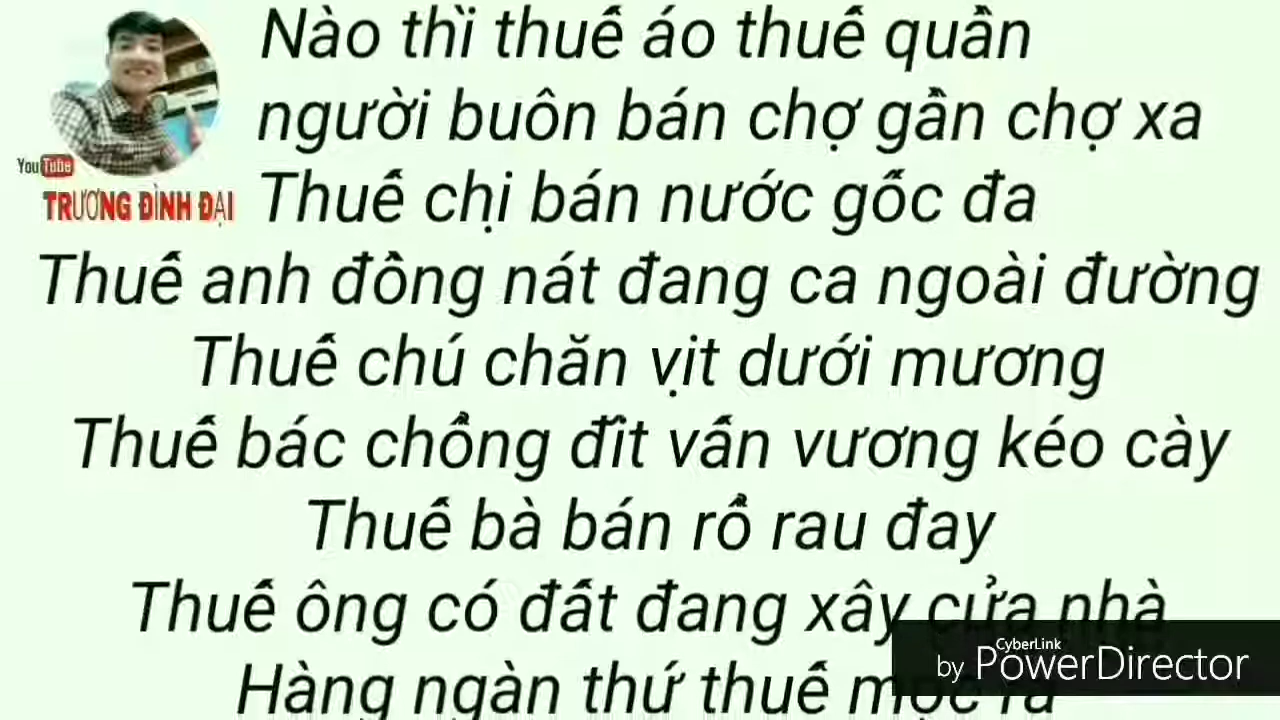 Nào thì thuế áo thuế quần
người buôn bán chợ gần chợ xa
YouTube
TRƯƠNG ĐÌNH ĐẠI
Thuế chị bán nước gốc đa
Thuế anh đồng nát đang ca ngoài đường
Thuế chú chăn vịt dưới mương
Thuế bác chổng đít vấn vương kéo cày
Thuế bà bán rổ rau đay
Thuế ông có đất đang xây cửa nhà
Hàng ngàn thứ thuế mọc ra
CyberLink
by PowerDirector